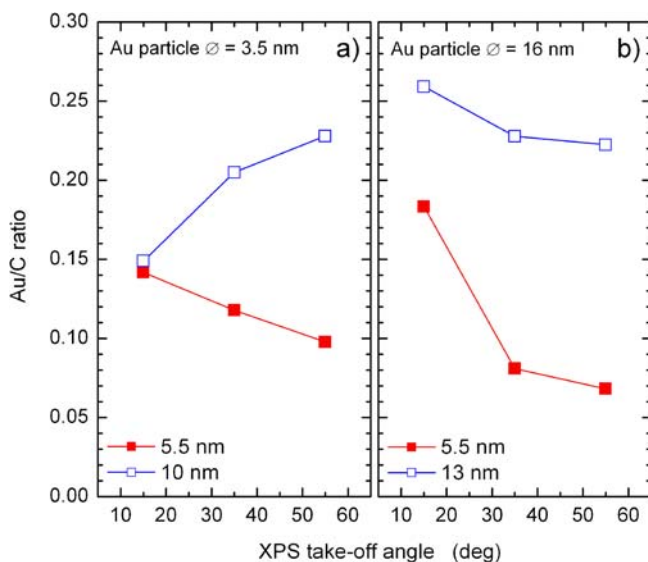 Au particle ∅ = 3.5 nm a)
Au particle ∅ = 16 nm b)
0.30
0.25
0.20
0.15
0.10
0.05
0.00
Au/C ratio
5.5 nm
10 nm
5.5 nm
13 nm
10 20 30 40 50 60
10 20 30 40 50 60
XPS take-off angle (deg)